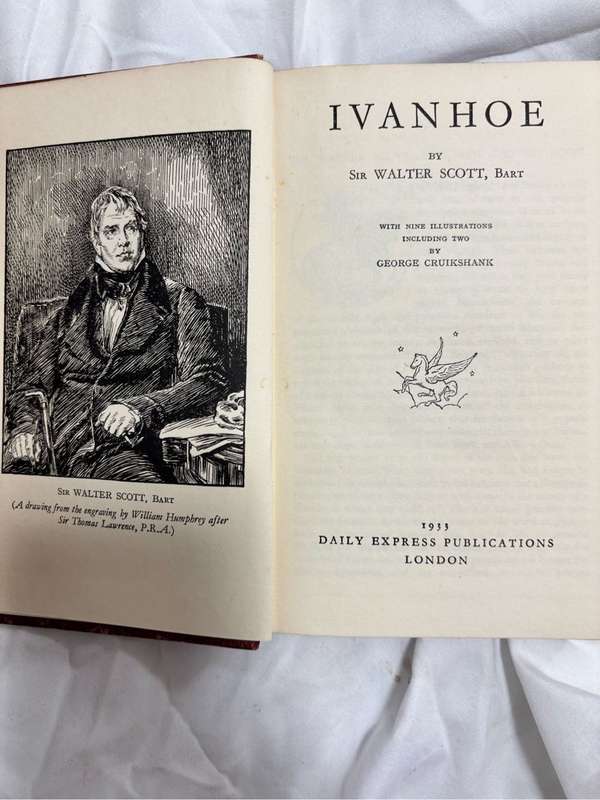 SIR WALTER SCOTT, BART
(A drawing from the engraving by William Humphrey after
Sir Thomas Lawrence, P.R.A.)
IVANHOE
BY
SIR WALTER SCOTT, BART
WITH NINE ILLUSTRATIONS
INCLUDING TWO
BY
GEORGE CRUIKSHANK
1933
DAILY EXPRESS PUBLICATIONS
LONDON